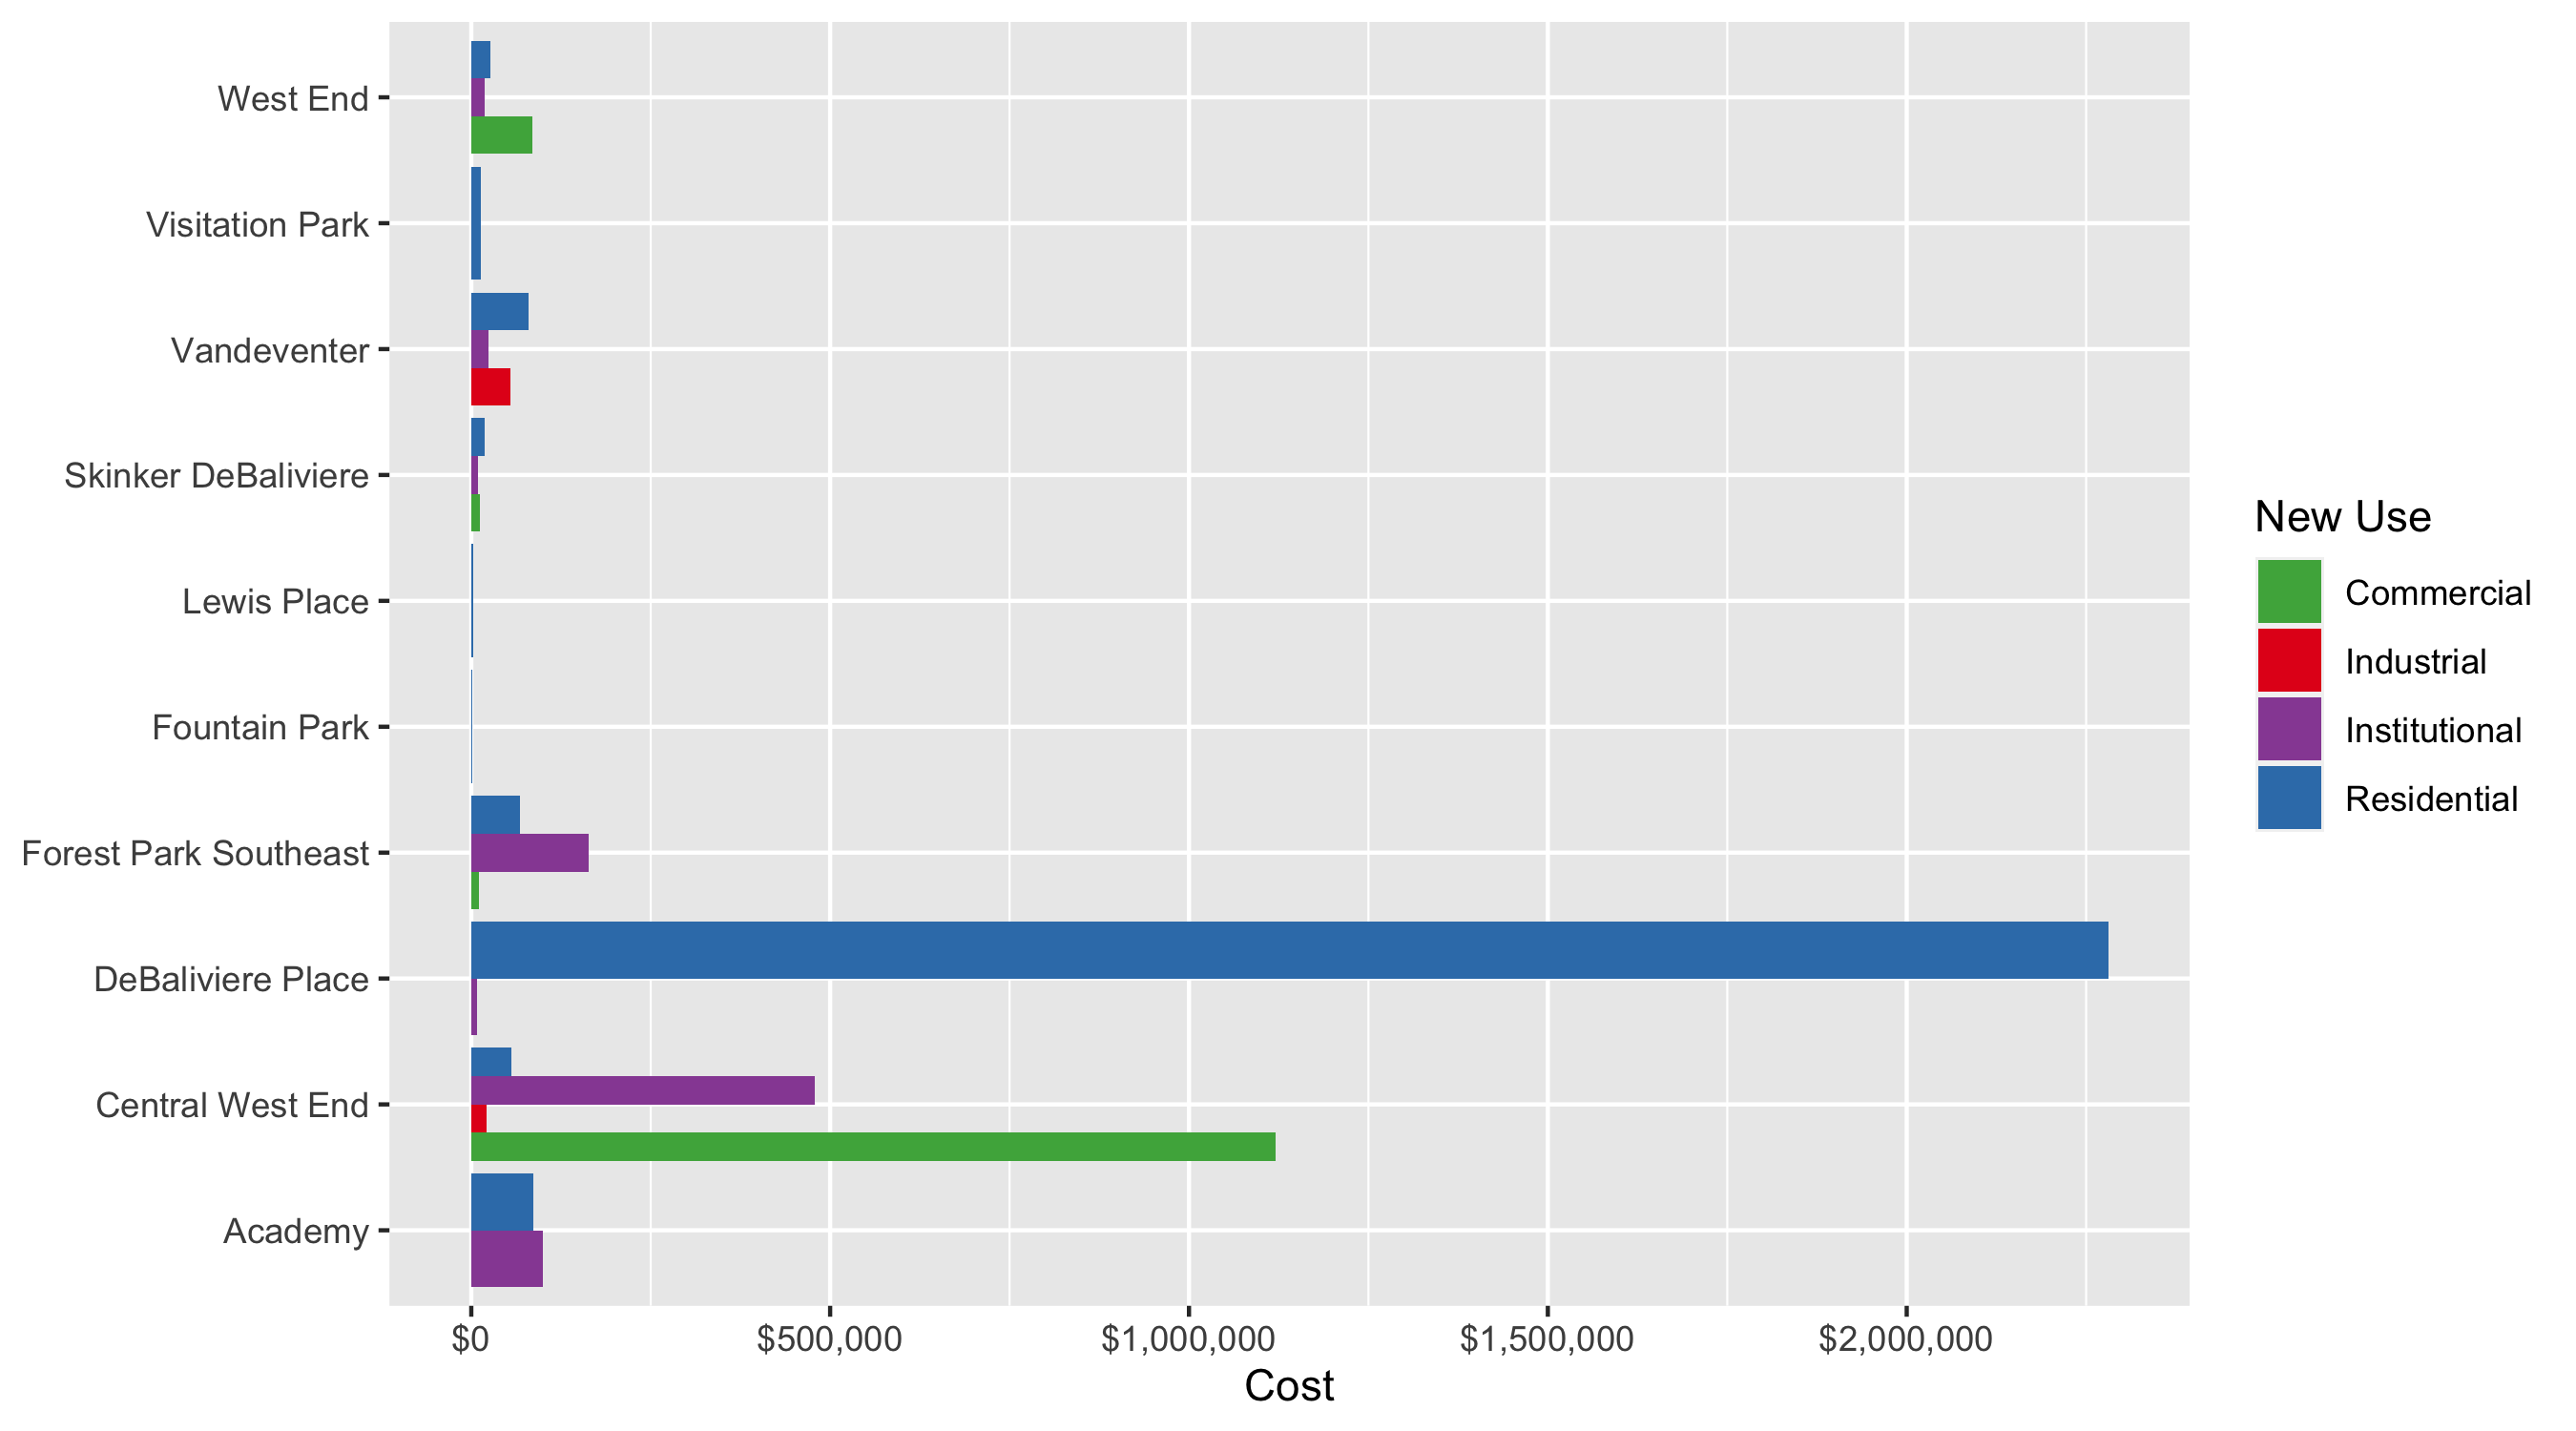 West End
Visitation Park
Vandeventer
Skinker DeBaliviere
Lewis Place
Fountain Park
Forest Park Southeast
DeBaliviere Place
Central West End
Academy
$0 $500,000 $1,000,000 $1,500,000 $2,000,000
Cost
New Use
Commercial
Industrial
Institutional
Residential